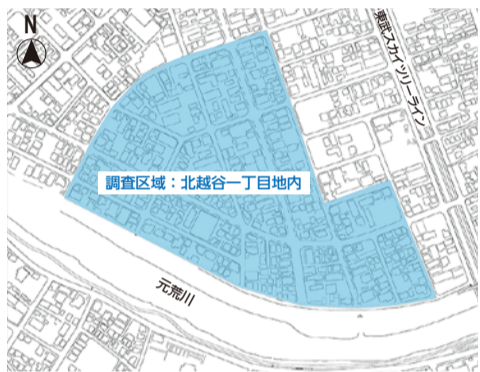 N
東武スカイツリーライン
調査区域：北越谷一丁目地内
元荒川